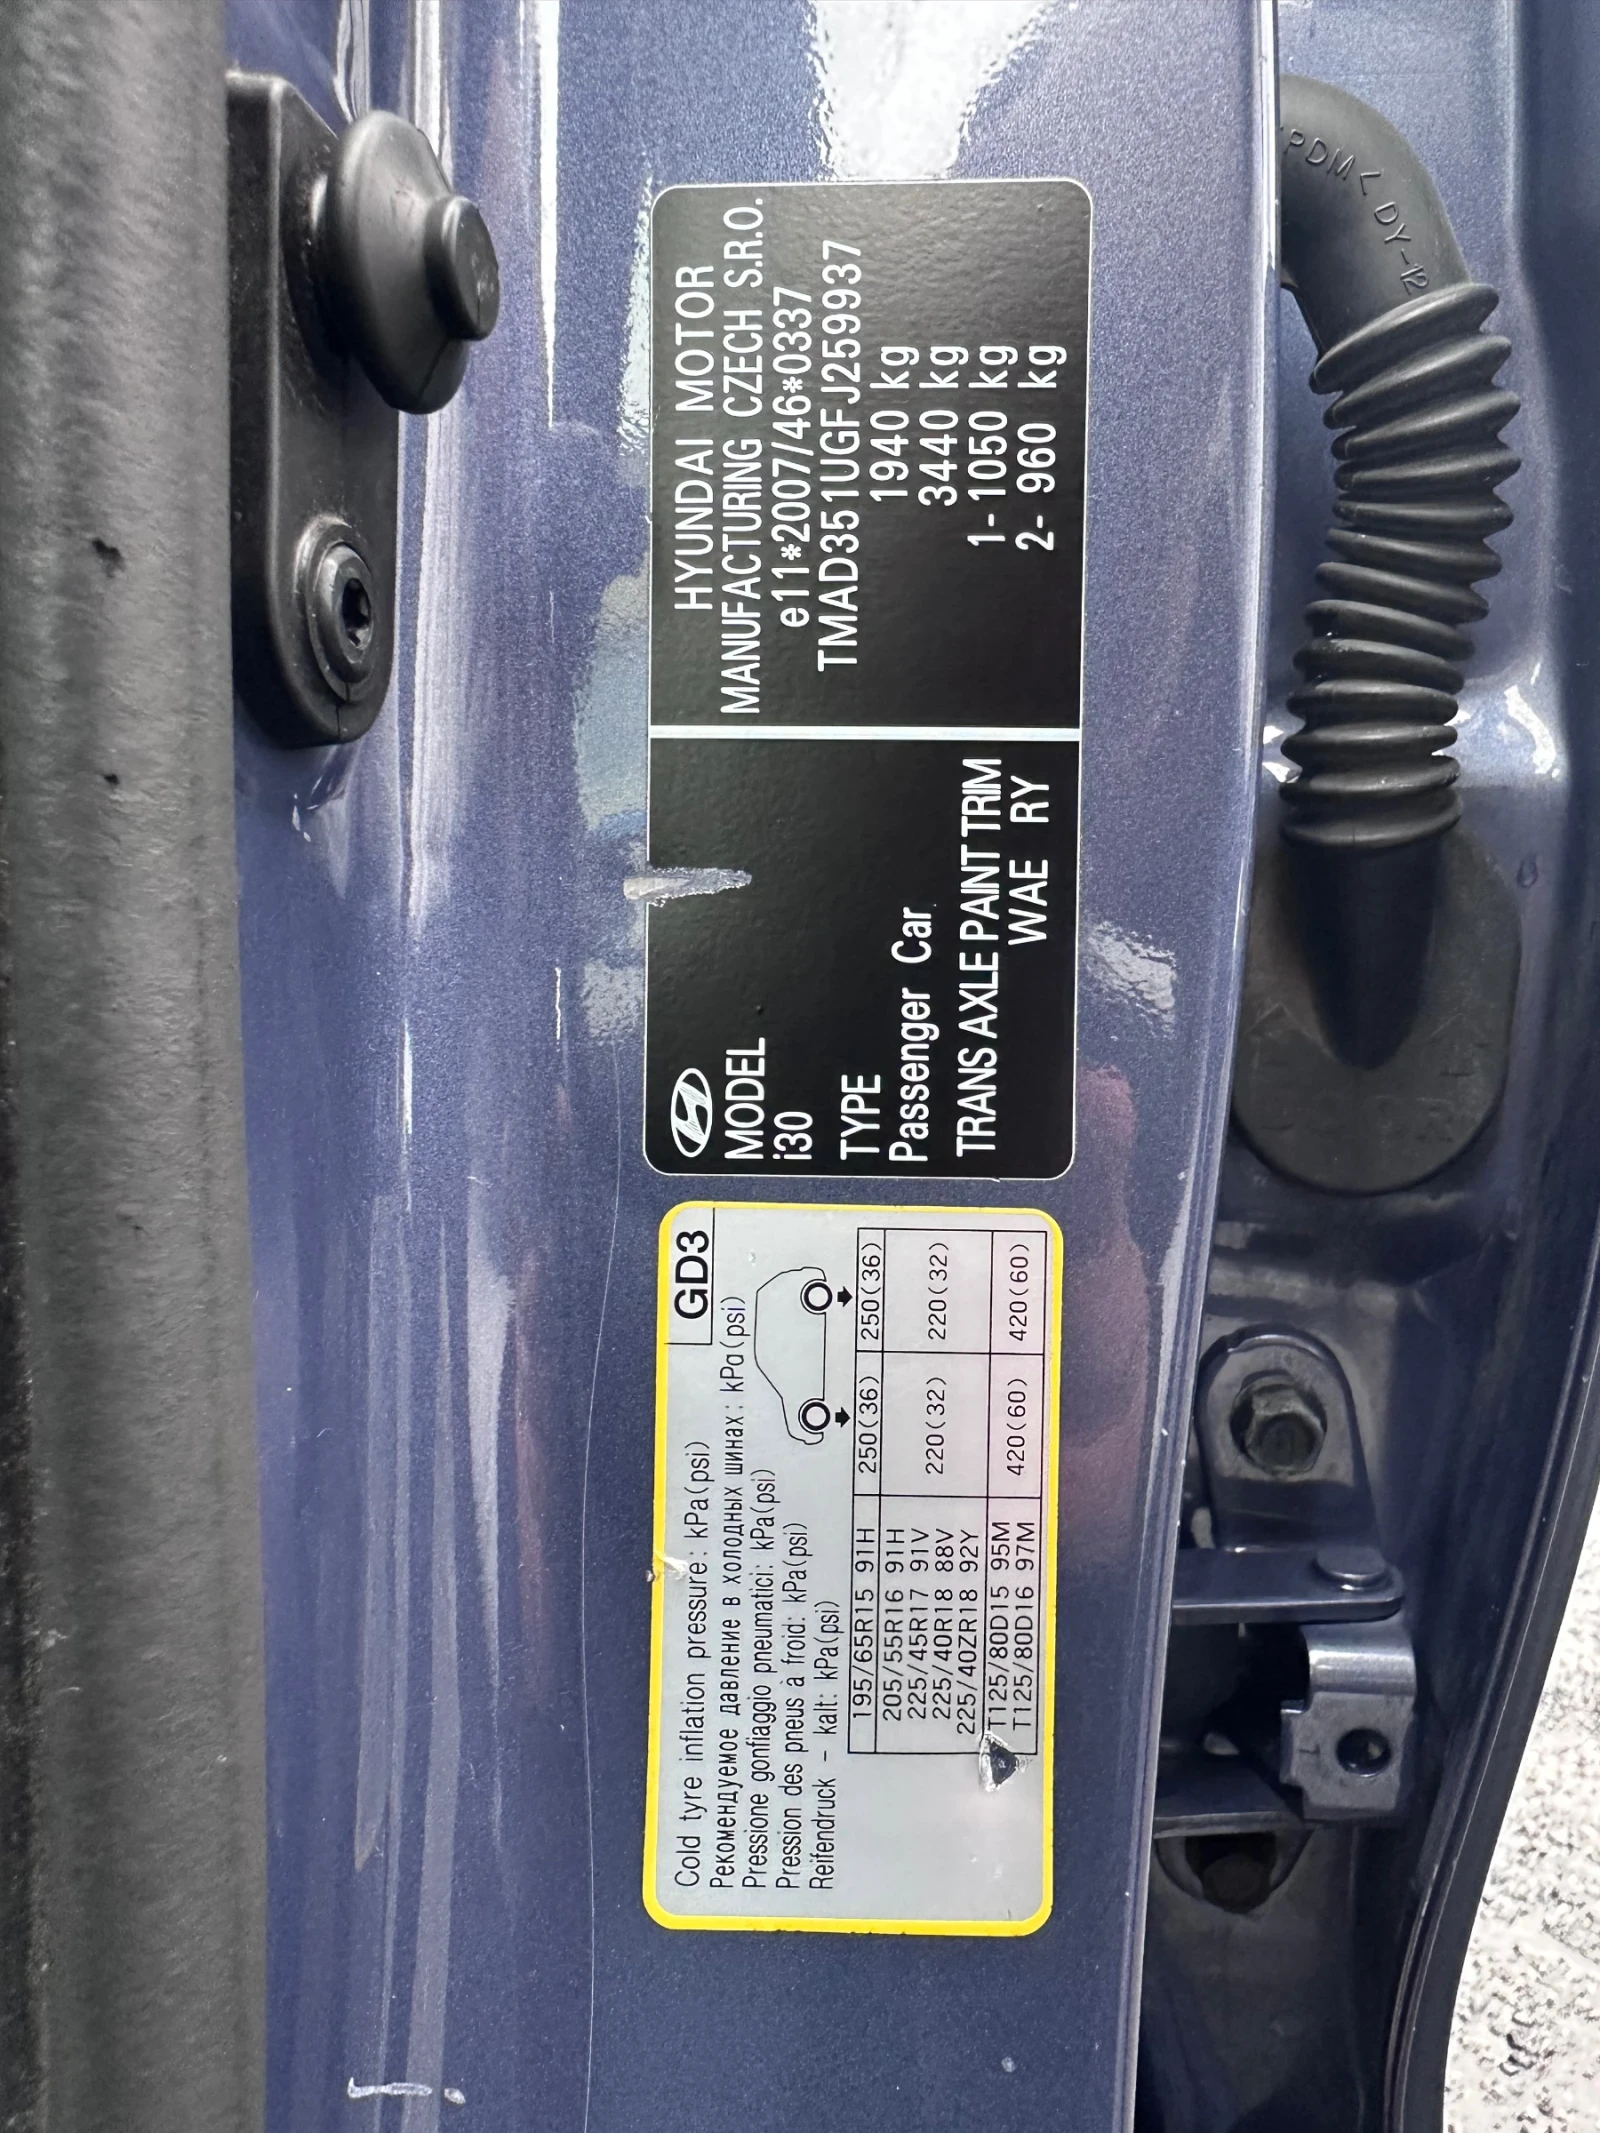 HYUNDAI MOTOR
MANUFACTURING CZECH S.R.O.
e11*2007/46*0337
TMAD351UGFJ259937
1940 kg
3440 kg
1- 1050 kg
2- 960 kg
MODEL
i30
TYPE
Passenger Car
TRANS AXLE PAINT TRIM
WAE RY
GD3
Cold tyre inflation pressure : kPa(psi)
Рекомендуемое давление в холодных шинах : kPa(psi)
Pressione gonfiaggio pneumatici: kPa(psi)
Pression des pneus à froid: kPa(psi)
Reifendruck - kalt: kPa(psi)
195/65R15 91H 250(36) 250(36)
205/55R16 91H
225/45R17 91V 220(32) 220(32)
225/40R18 88V
225/40ZR18 92Y
T125/80D15 95M 420(60) 420(60)
T125/80D16 97M
PDM< DY-12